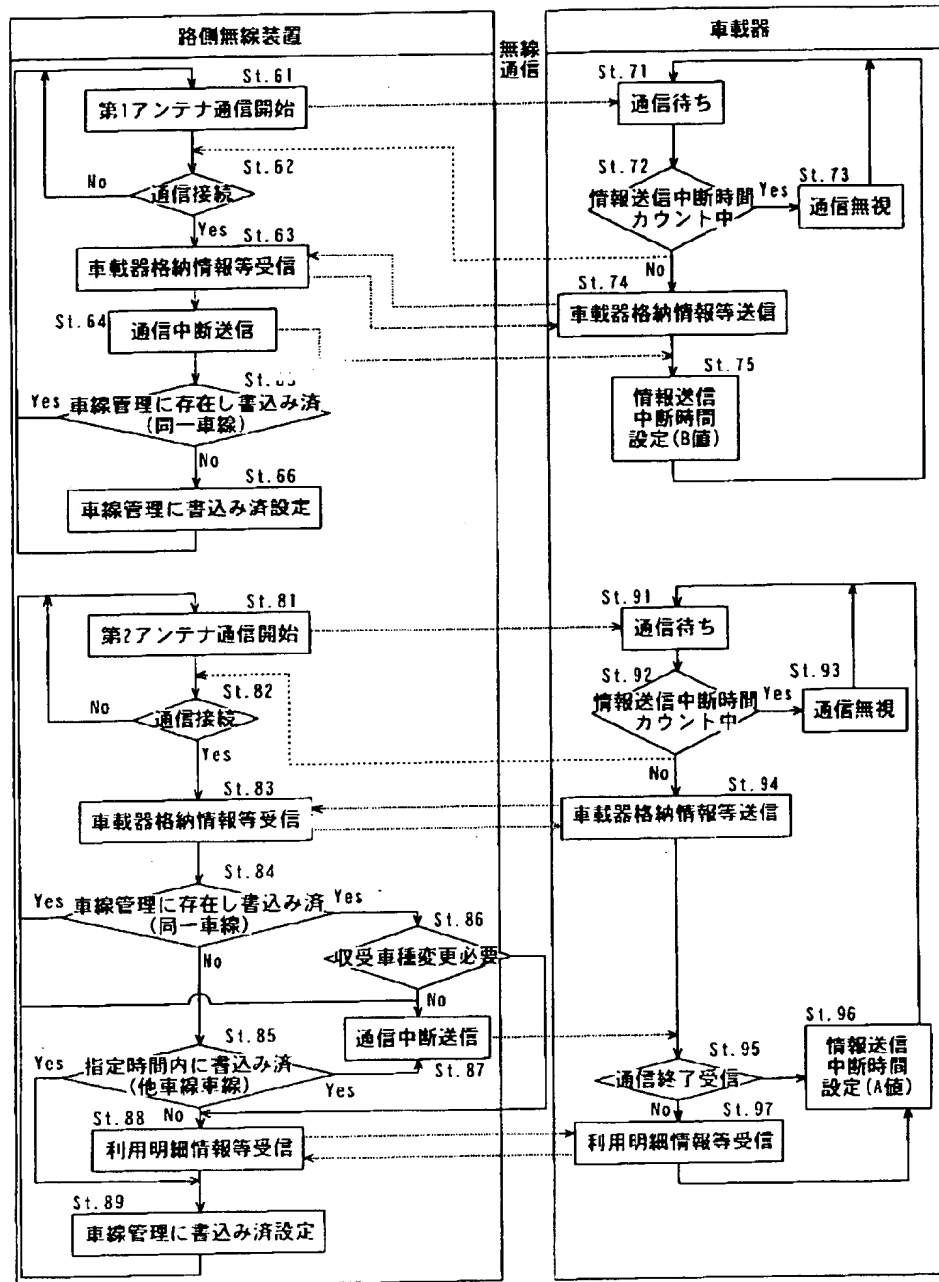 路側無線装置
無線
通信
車載器
St.61
第1アンテナ通信開始
St.62
No
通信接続
Yes
St.63
車載器格納情報等受信
St.64
通信中断送信
Yes
車線管理に存在し書込み済
(同一車線)
No
St.66
車線管理に書込み済設定
St.71
通信待ち
St.72
情報送信中断時間
カウント中
Yes
St.73
通信無視
No
St.74
車載器格納情報等送信
St.75
情報送信
中断時間
設定(B値)
St.81
第2アンテナ通信開始
St.82
No
通信接続
Yes
St.83
車載器格納情報等受信
St.84
Yes
車線管理に存在し書込み済
(同一車線)
Yes
No
St.86
収受車種変更必要
No
通信中断送信
St.87
St.85
Yes
指定時間内に書込み済
(他車線車線)
Yes
No
St.88
利用明細情報等受信
St.89
車線管理に書込み済設定
St.91
通信待ち
St.92
情報送信中断時間
カウント中
Yes
St.93
通信無視
No
St.94
車載器格納情報等送信
St.95
通信終了受信
No
St.96
情報送信
中断時間
設定(A値)
St.97
利用明細情報等受信